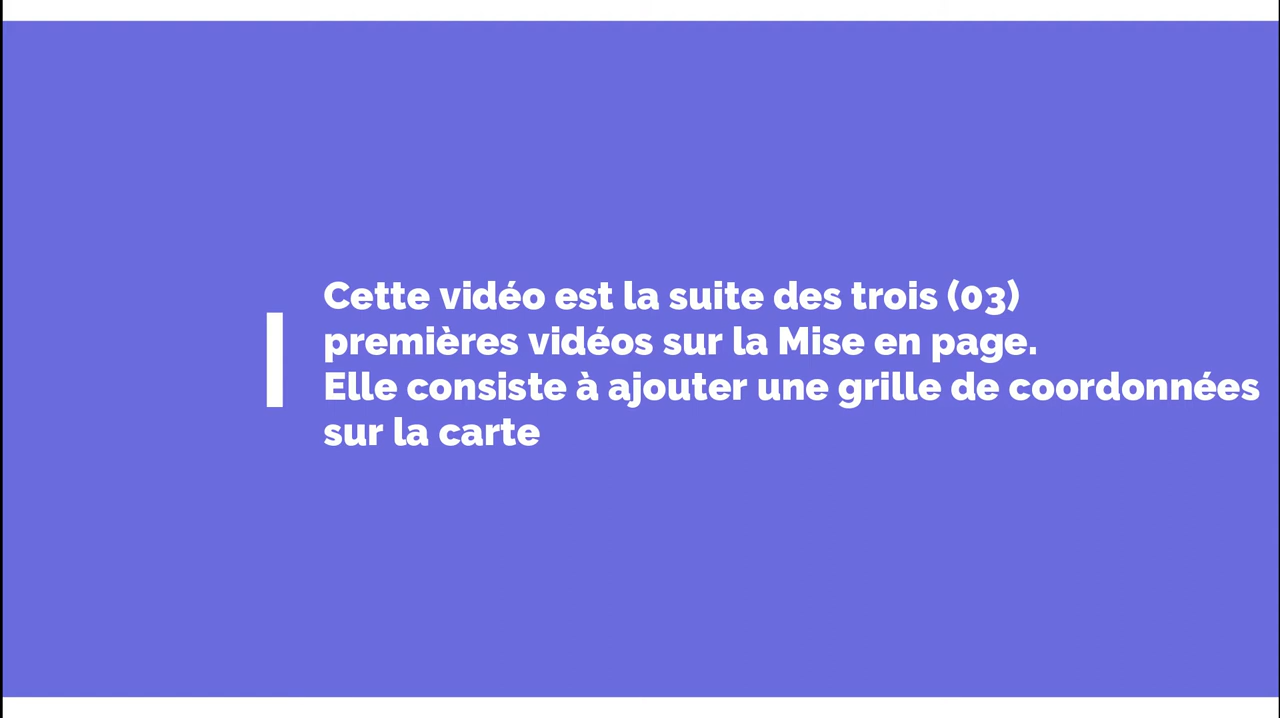 Cette vidéo est la suite des trois (03)
premières vidéos sur la Mise en page.
Elle consiste à ajouter une grille de coordonnées
sur la carte